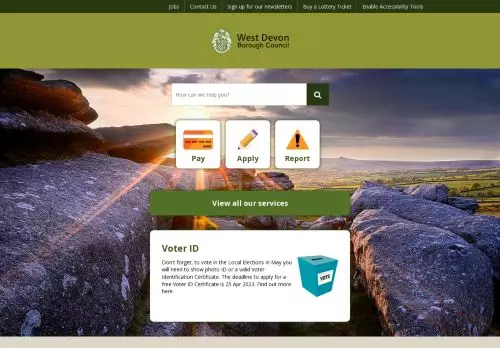 Jobs
Contact Us
Sign up for our newsletters
Buy a Lottery Ticket
Enable Accessibility Tools
West Devon
Borough Council
How can we help you?
Pay
Apply
Report
View all our services
Voter ID
Don't forget, to vote in the Local Elections in May you
will need to show photo ID or a valid Voter
Identification Certificate. The deadline to apply for a
free Voter ID Certificate is 25 Apr 2023. Find out more
here
VOTE